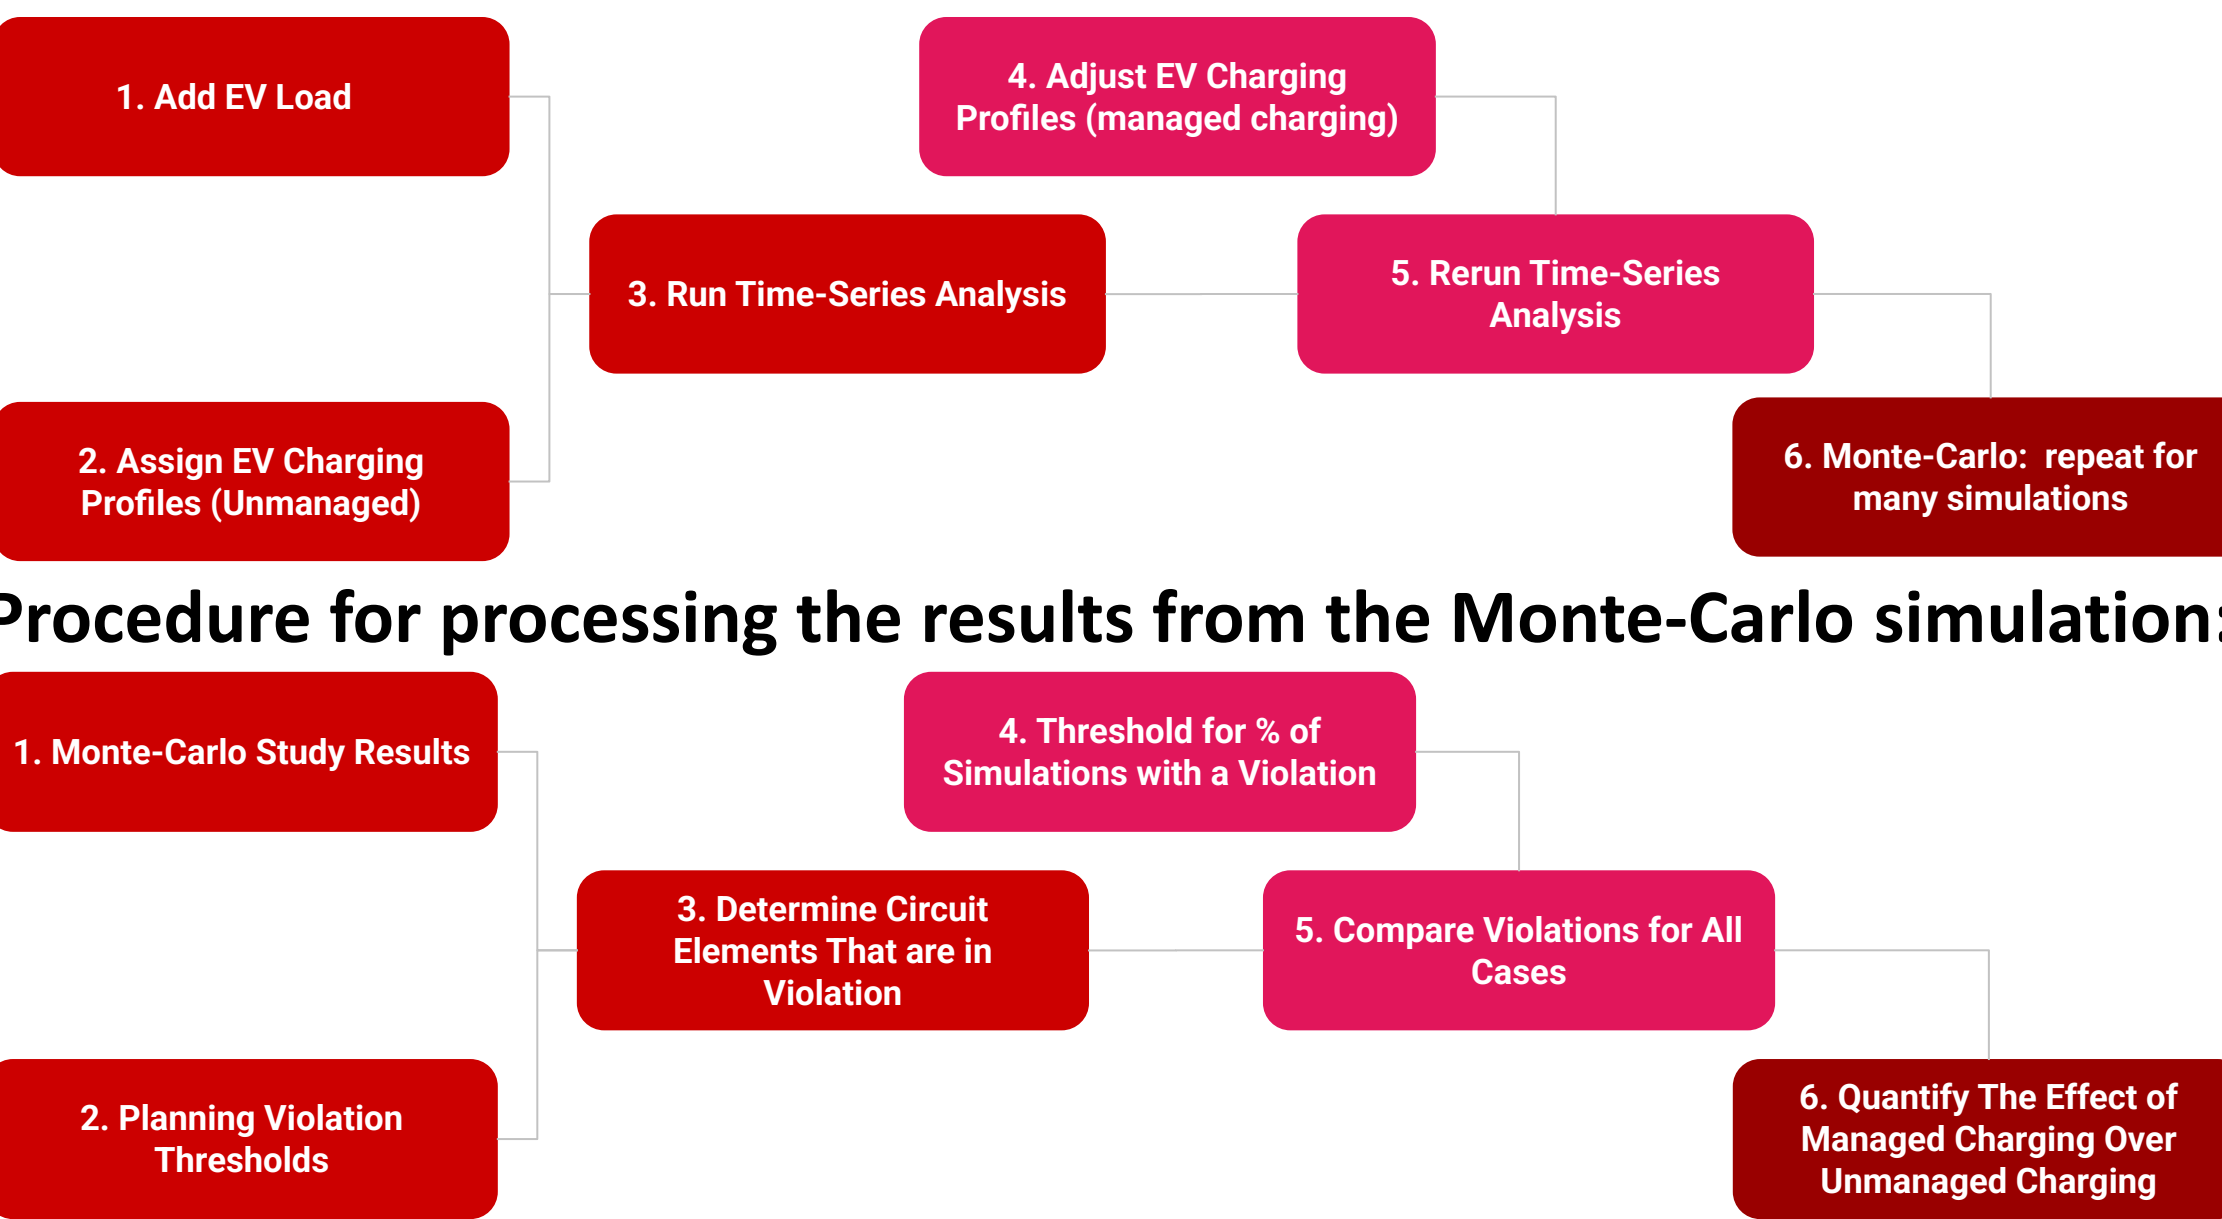 1. Add EV Load
4. Adjust EV Charging
Profiles (managed charging)
3. Run Time-Series Analysis
5. Rerun Time-Series
Analysis
2. Assign EV Charging
Profiles (Unmanaged)
6. Monte-Carlo:  repeat for
many simulations
Procedure for processing the results from the Monte-Carlo simulation:
1. Monte-Carlo Study Results
4. Threshold for % of
Simulations with a Violation
3. Determine Circuit
Elements That are in
Violation
5. Compare Violations for All
Cases
2. Planning Violation
Thresholds
6. Quantify The Effect of
Managed Charging Over
Unmanaged Charging